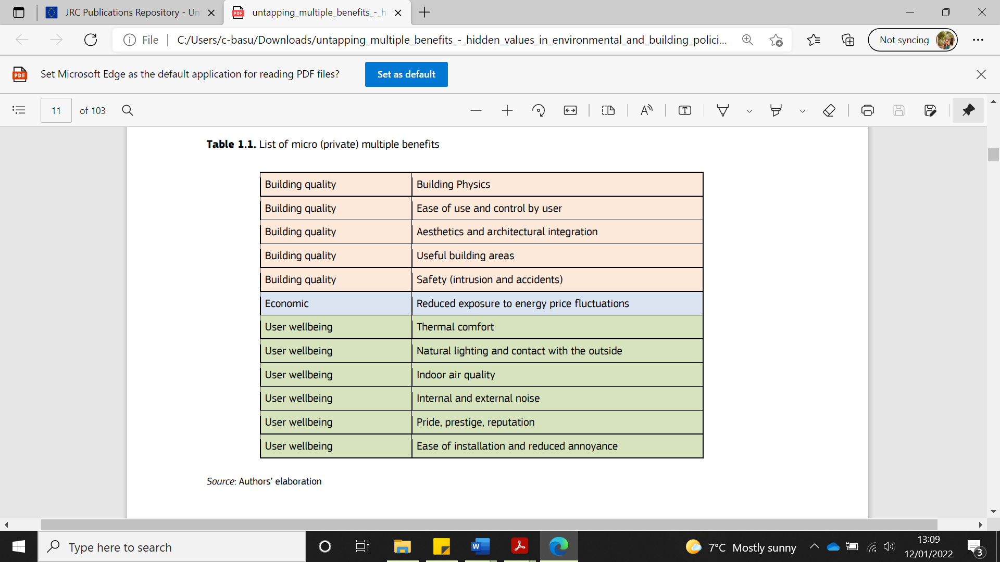 JRC Publications Repository - Un
untapping_multiple_benefits_-_h
File
C:/Users/c-basu/Downloads/untapping_multiple_benefits_-_hidden_values_in_environmental_and_building_polici...
Not syncing
PDF
Set Microsoft Edge as the default application for reading PDF files?
Set as default
11 of 103
Table 1.1. List of micro (private) multiple benefits
Building quality Building Physics
Building quality Ease of use and control by user
Building quality Aesthetics and architectural integration
Building quality Useful building areas
Building quality Safety (intrusion and accidents)
Economic Reduced exposure to energy price fluctuations
User wellbeing Thermal comfort
User wellbeing Natural lighting and contact with the outside
User wellbeing Indoor air quality
User wellbeing Internal and external noise
User wellbeing Pride, prestige, reputation
User wellbeing Ease of installation and reduced annoyance
Source: Authors’ elaboration
Type here to search
7°C Mostly sunny
13:09
12/01/2022
3